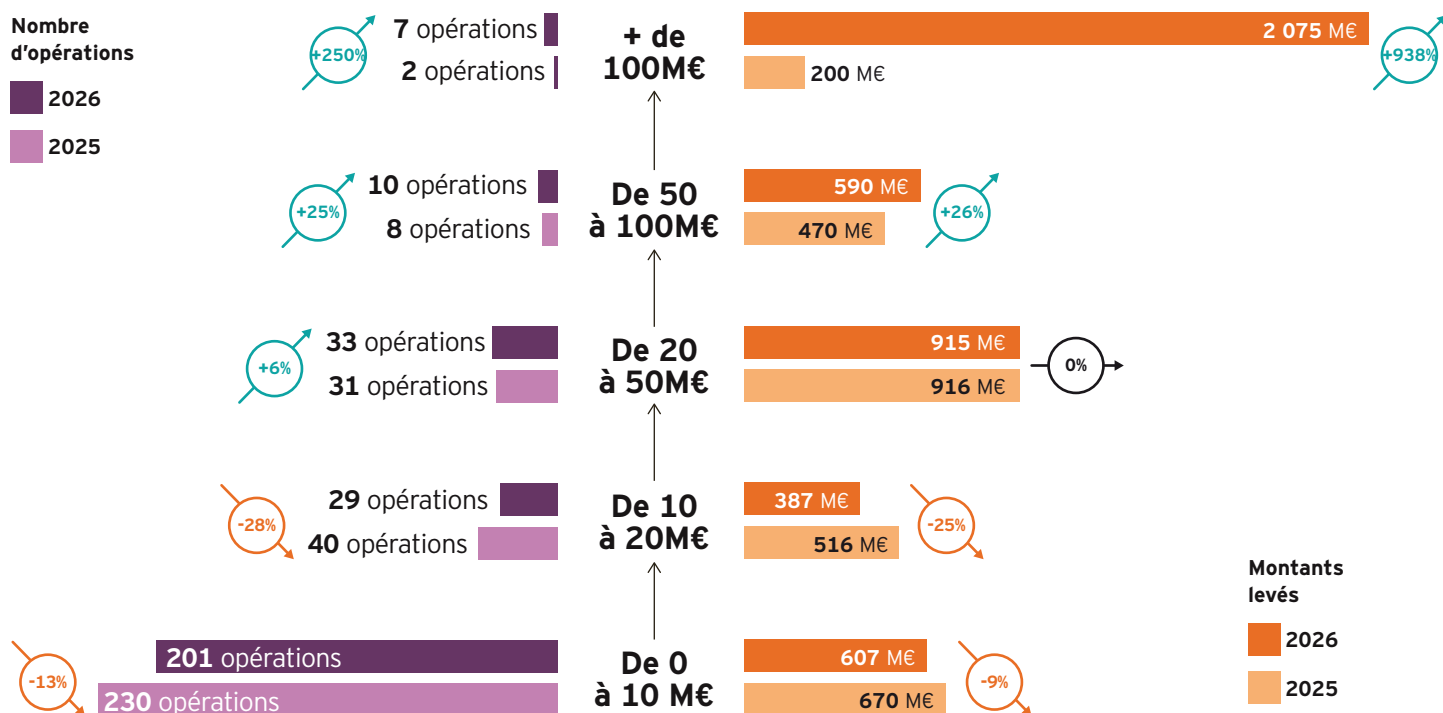 Nombre
d'opérations
2026
2025
+250%
7 opérations
2 opérations
+ de
100M€
2 075 M€
200 M€
+938%
+25%
10 opérations
8 opérations
De 50
à 100M€
590 M€
470 M€
+26%
+6%
33 opérations
31 opérations
De 20
à 50M€
915 M€
916 M€
0%
-28%
29 opérations
40 opérations
De 10
à 20M€
387 M€
516 M€
-25%
-13%
201 opérations
230 opérations
De 0
à 10 M€
607 M€
670 M€
-9%
Montants
levés
2026
2025